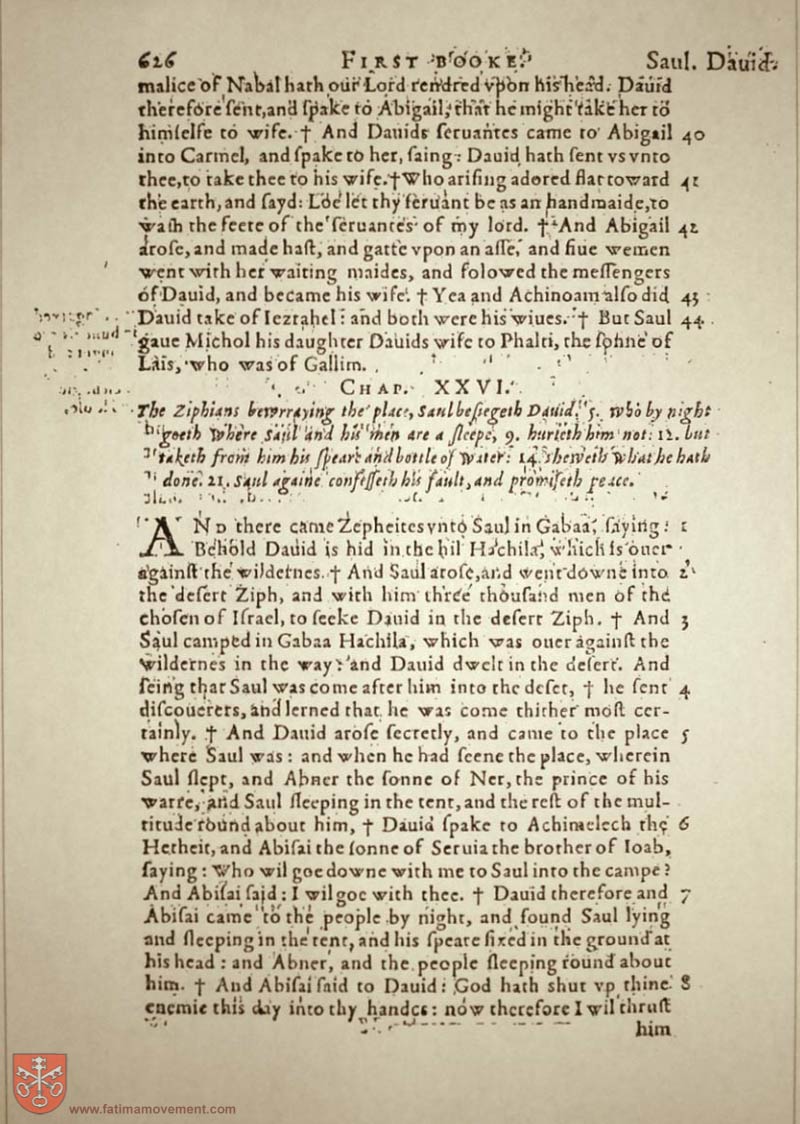 626 FIRST BOOKE Saul. Dauid.
malice of Nabal hath our Lord rendred vpon his head. Dauid
therefore ſent, and ſpake to Abigail, that he might take her to
himſelfe to wife. † And Dauids ſeruantes came to Abigail 40
into Carmel, and ſpake to her, ſaing: Dauid hath ſent vs vnto
thee, to take thee to his wife. † Who ariſing adored flat toward 41
the earth, and ſayd: Loe let thy ſeruant be as an handmaide, to
waſh the feete of the ſeruantes of my lord. † And Abigail 42
aroſe, and made haſt, and gatte vpon an aſſe, and fiue wemen
went with her waiting maides, and folowed the meſſengers
of Dauid, and became his wife. † Yea and Achinoam alſo did 43
Dauid take of Iezrahel: and both were his wiues. † But Saul 44
gaue Michol his daughter Dauids wife to Phalti, the ſonne of
Lais, who was of Gallim.
CHAP. XXVI.
The Ziphians bewraying the place, Saul beſiegeth Dauid, 5. Who by night
goeth where Saul and his men are a ſleepe, 9. hurteth him not: 12. but
taketh from him his ſpeare and bottle of water: 14. sheweth what he hath
done. 21. Saul againe confeſſeth his fault, and promiſeth peace.
AND there came Zepheites vnto Saul in Gabaa, ſaying: 1
Behold Dauid is hid in the hil Hachila, which is ouer
againſt the wildernes. † And Saul aroſe, and went downe into 2
the deſert Ziph, and with him three thouſand men of the
choſen of Iſrael, to ſeeke Dauid in the deſert Ziph. † And 3
Saul camped in Gabaa Hachila, which was ouer againſt the
wildernes in the way: and Dauid dwelt in the deſert. And
ſeing that Saul was come after him into the deſet, † he ſent 4
diſcouerers, and lerned that he was come thither moſt cer-
tainly. † And Dauid aroſe ſecretly, and came to the place 5
where Saul was: and when he had ſeene the place, wherein
Saul ſlept, and Abner the ſonne of Ner, the prince of his
warre, and Saul ſleeping in the tent, and the reſt of the mul-
titude round about him, † Dauid ſpake to Achimelech the 6
Hetheit, and Abiſai the ſonne of Seruia the brother of Ioab,
ſaying: Who wil goe downe with me to Saul into the campe?
And Abiſai ſaid: I wil goe with thee. † Dauid therefore and 7
Abiſai came to the people by night, and found Saul lying
and ſleeping in the tent, and his ſpeare fixed in the ground at
his head: and Abner, and the people ſleeping round about
him. † And Abiſai ſaid to Dauid: God hath shut vp thine 8
enemie this day into thy handes: now therefore I wil thruſt
him
www.fatimamovement.com